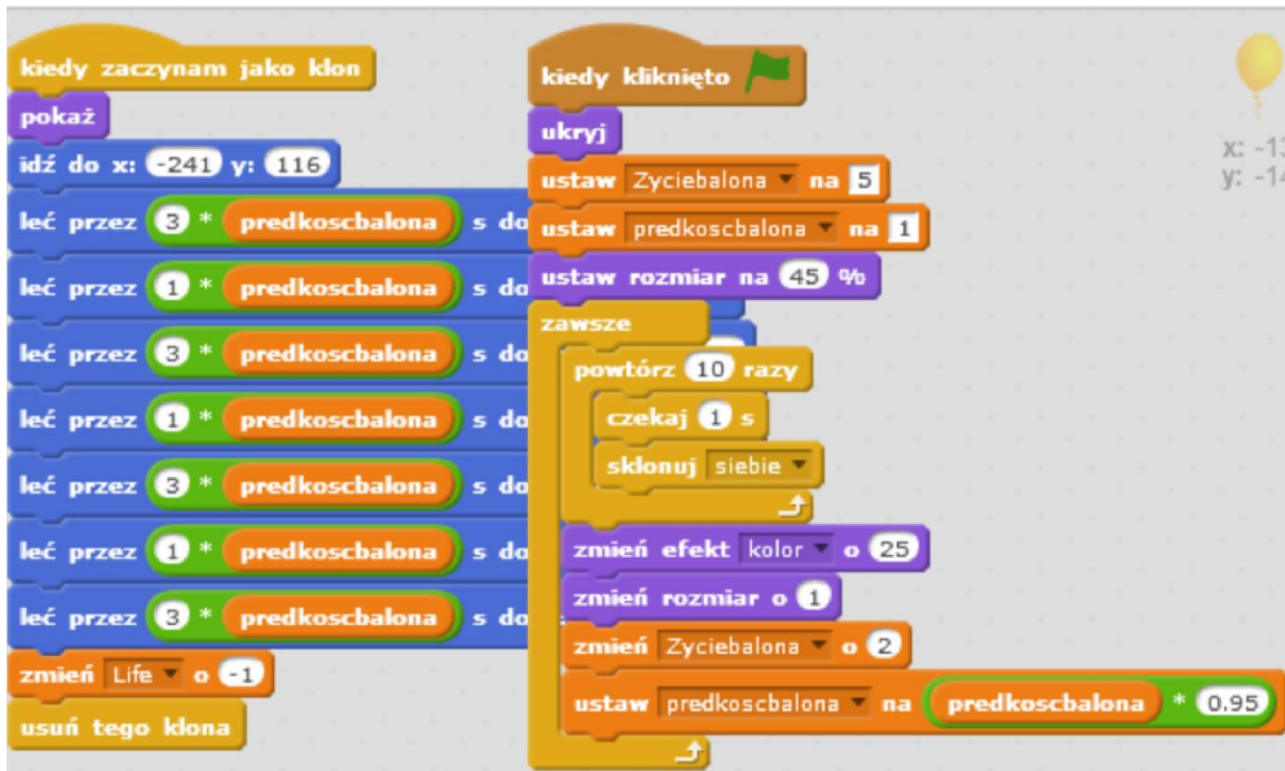 kiedy zaczynam jako klon
pokaż
idź do x: -241 y: 116
leć przez 3 * predkoscbalona s do
leć przez 1 * predkoscbalona s do
leć przez 3 * predkoscbalona s do
leć przez 1 * predkoscbalona s do
leć przez 3 * predkoscbalona s do
leć przez 1 * predkoscbalona s do
leć przez 3 * predkoscbalona s do
zmień Life o -1
usuń tego klona
kiedy kliknięto
ukryj
ustaw Zyciebalona na 5
ustaw predkoscbalona na 1
ustaw rozmiar na 45 %
zawsze
powtórz 10 razy
czekaj 1 s
sklonuj siebie
zmień efekt kolor o 25
zmień rozmiar o 1
zmień Zyciebalona o 2
ustaw predkoscbalona na predkoscbalona * 0.95
x: -13
y: -14